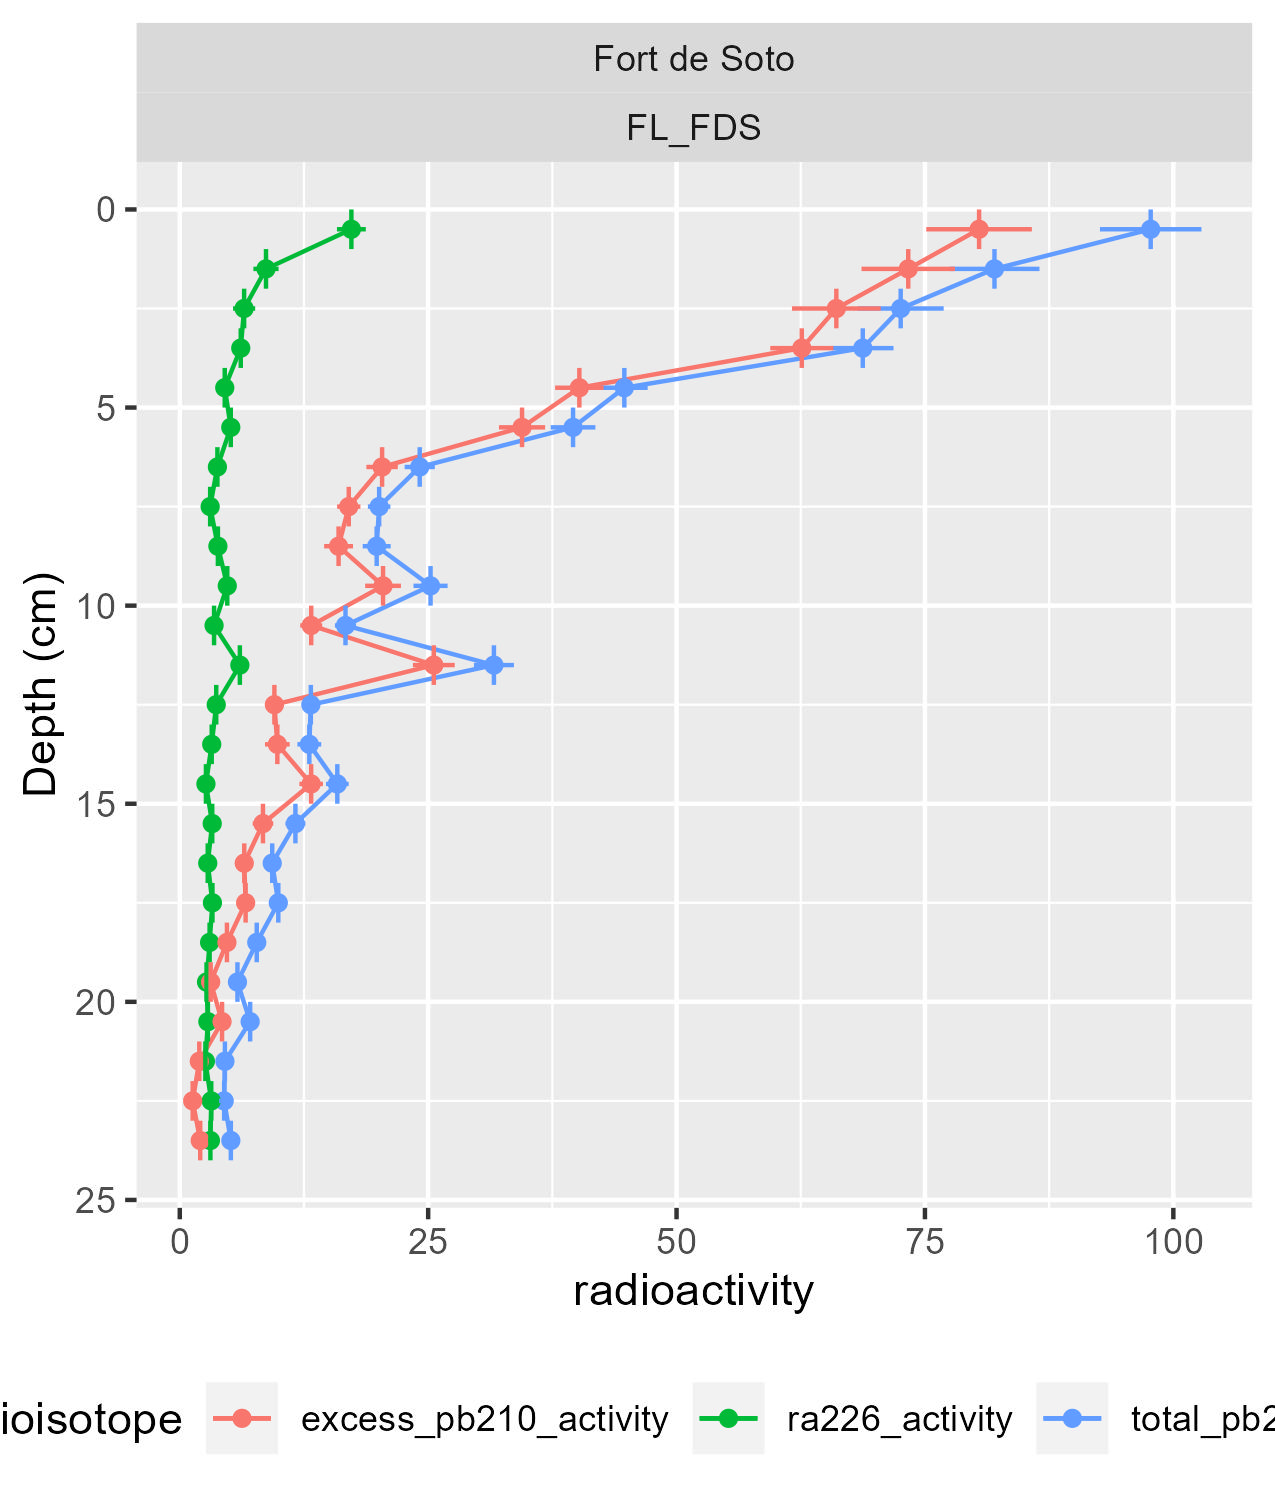 Fort de Soto
FL_FDS
0
5
10
15
20
25
Depth (cm)
0 25 50 75 100
radioactivity
ioisotope excess_pb210_activity ra226_activity total_pb2